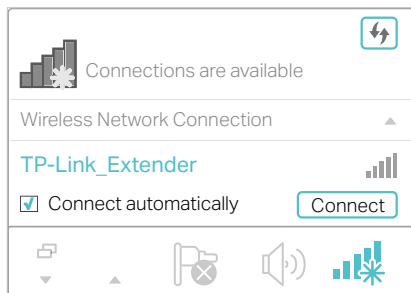 Connections are available
Wireless Network Connection
TP-Link_Extender
Connect automatically
Connect